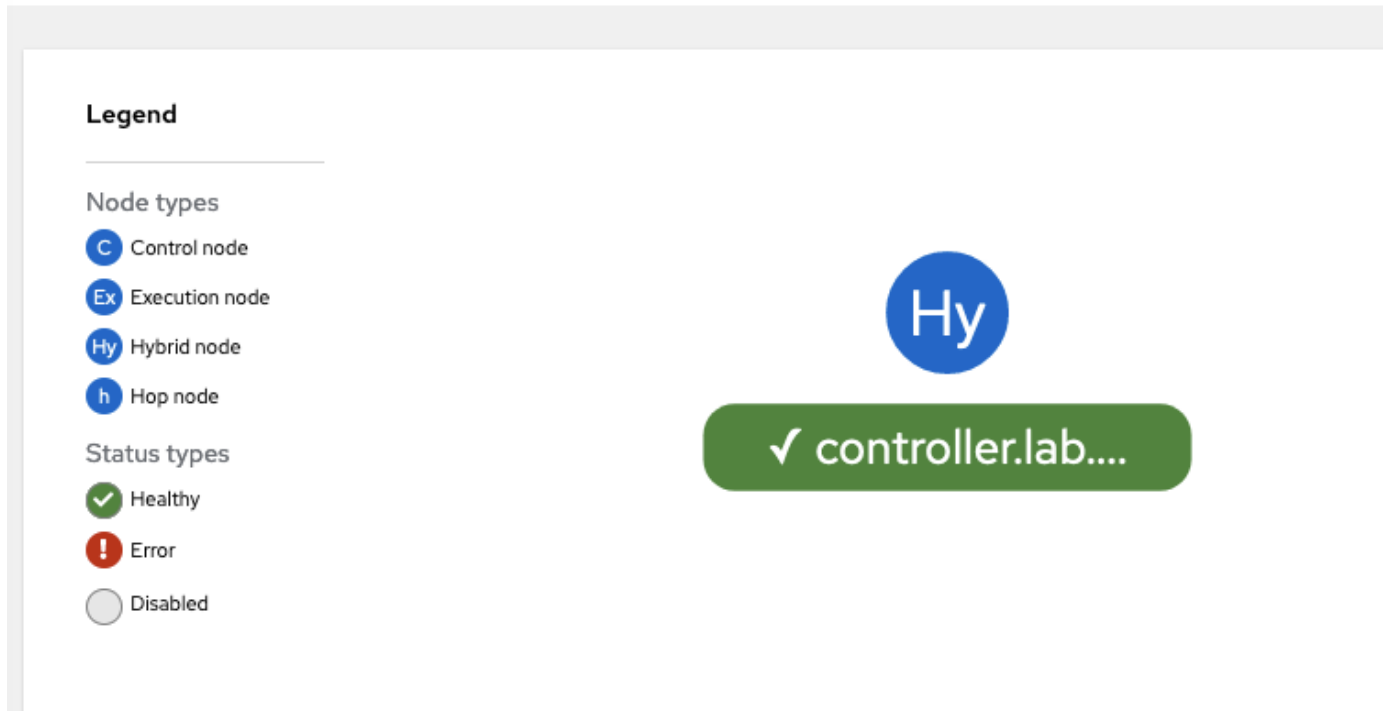 Legend
Node types
C Control node
Ex Execution node
Hy Hybrid node
h Hop node
Status types
Healthy
! Error
Disabled
Hy
✓ controller.lab....